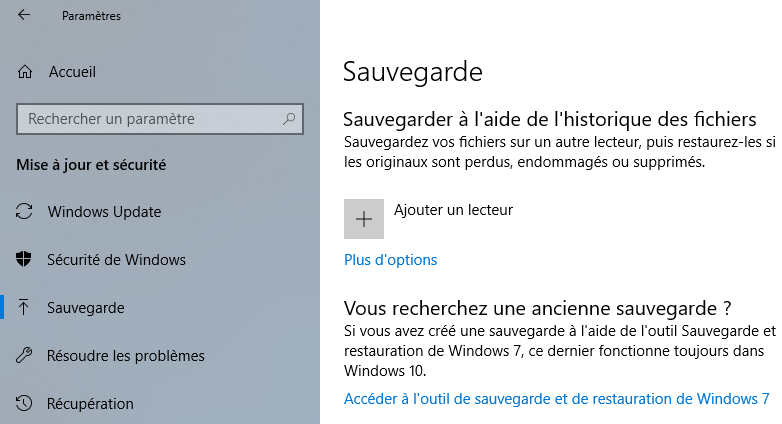 Paramètres
Accueil
Rechercher un paramètre
Mise à jour et sécurité
Windows Update
Sécurité de Windows
Sauvegarde
Résoudre les problèmes
Récupération
Sauvegarde
Sauvegarder à l'aide de l'historique des fichiers
Sauvegardez vos fichiers sur un autre lecteur, puis restaurez-les si
les originaux sont perdus, endommagés ou supprimés.
Ajouter un lecteur
Plus d'options
Vous recherchez une ancienne sauvegarde ?
Si vous avez créé une sauvegarde à l'aide de l'outil Sauvegarde et
restauration de Windows 7, ce dernier fonctionne toujours dans
Windows 10.
Accéder à l'outil de sauvegarde et de restauration de Windows 7